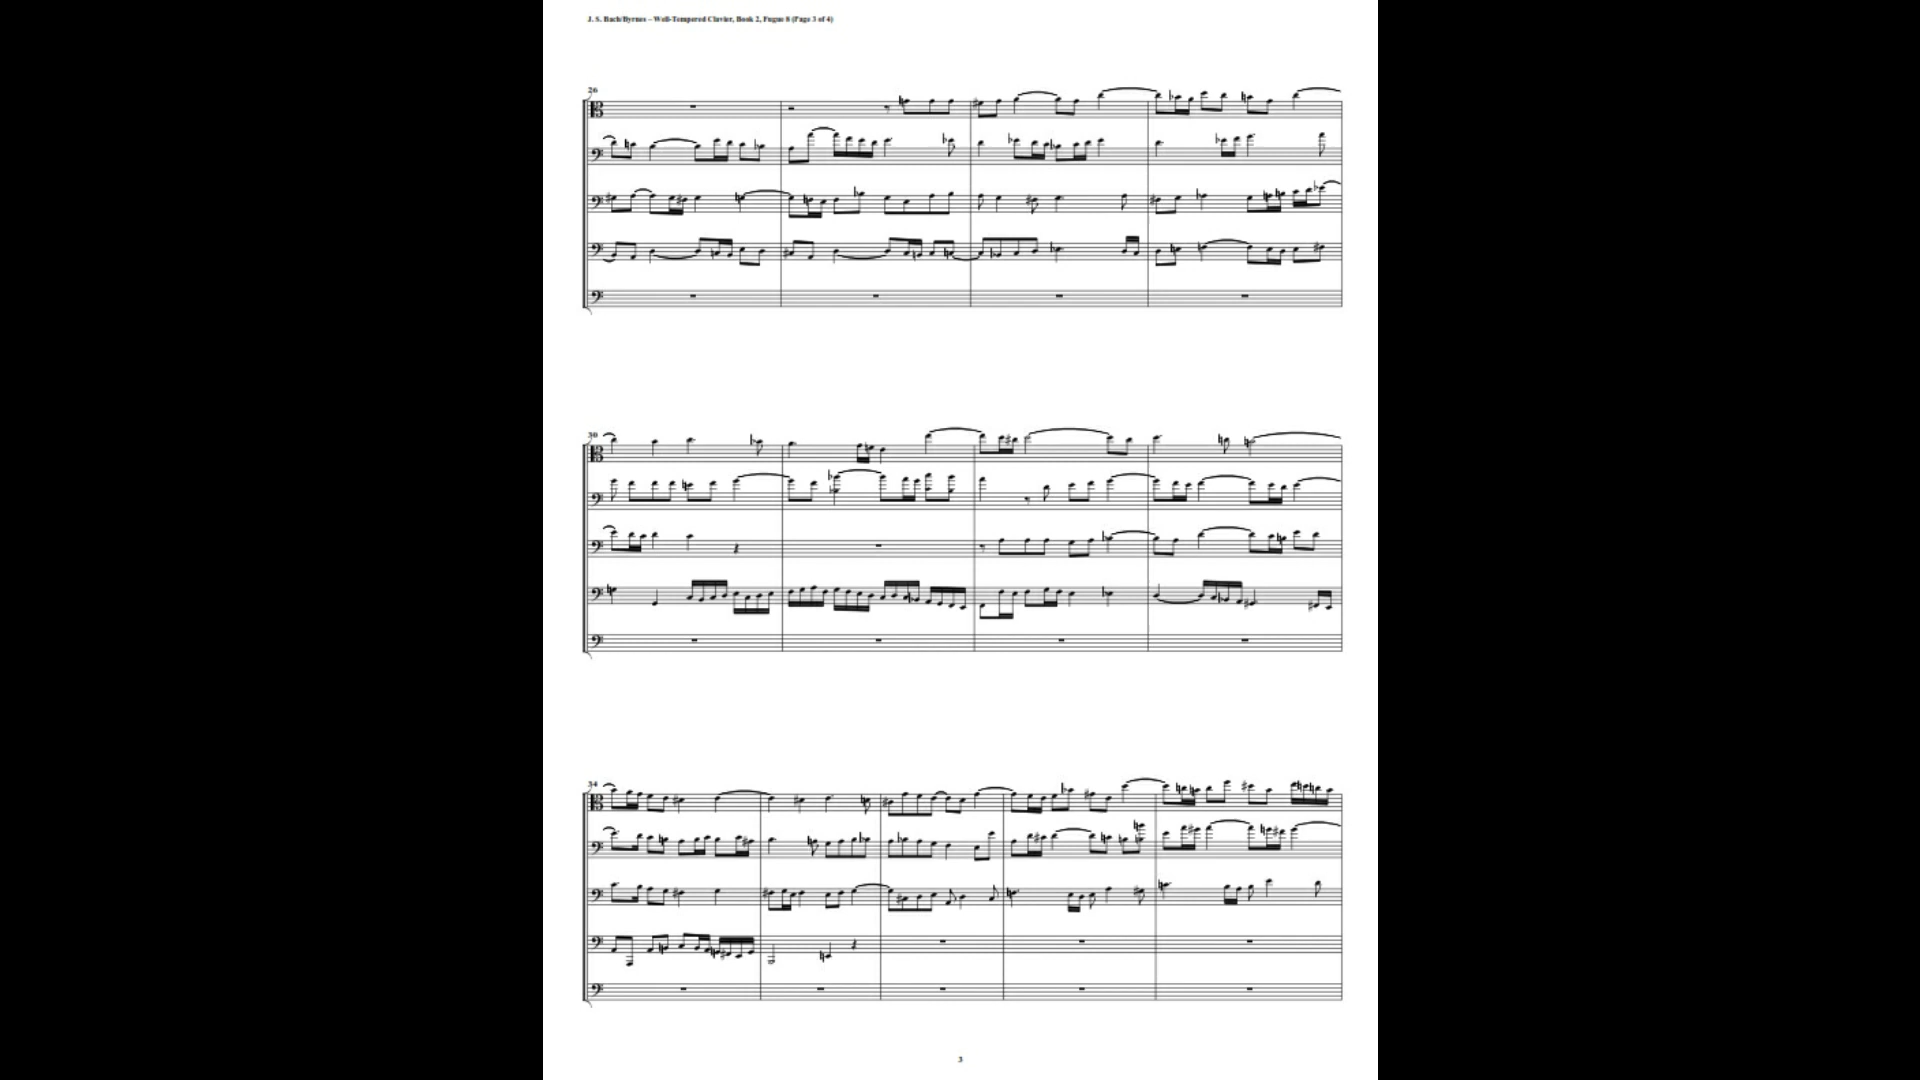 J. S. Bach/Byrnes – Well-Tempered Clavier, Book 2, Fugue 8 (Page 3 of 4)
26
30
34
3